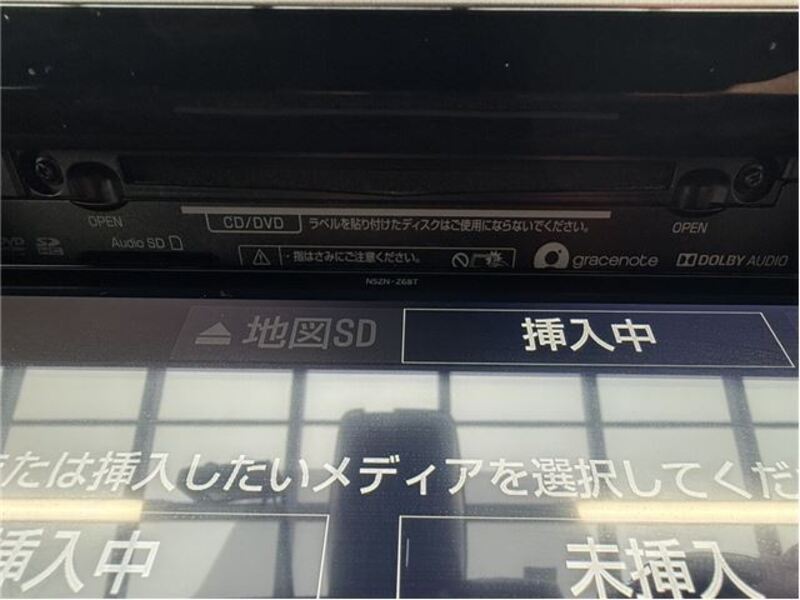 OPEN
CD/DVD ラベルを貼り付けたディスクはご使用にならないでください。
OPEN
Audio SD
・指はさみにご注意ください。
gracenote
DOLBY AUDIO
NSZN-Z68T
地図SD
挿入中
たは挿入したいメディアを選択してくだ
挿入中
未挿入